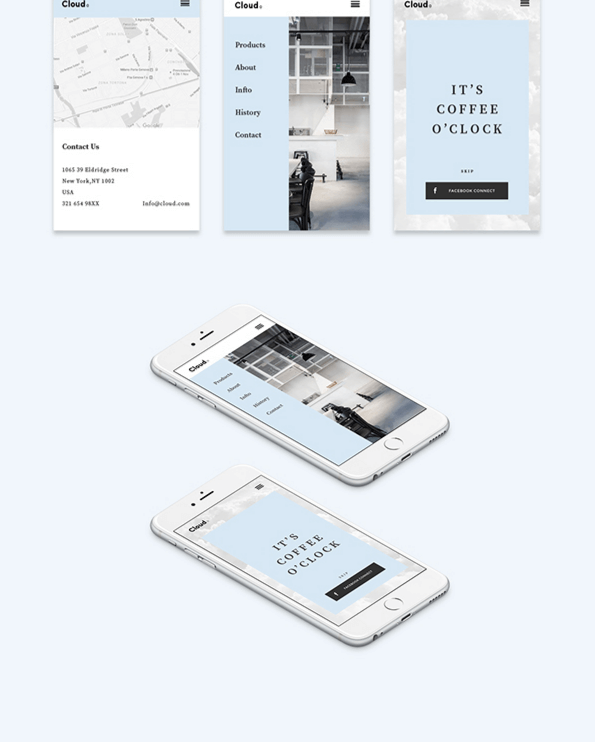 Cloud
Contact Us
1065 39 Eldridge Street
New York,NY 1002
USA
321 654 98XX
Info@cloud.com
Google
Cloud
Products
About
Infto
History
Contact
Cloud
IT'S
COFFEE
O'CLOCK
SKIP
f FACEBOOK CONNECT
Cloud
Products
About
Infto
History
Contact
Cloud
IT'S
COFFEE
O'CLOCK
SKIP
f FACEBOOK CONNECT